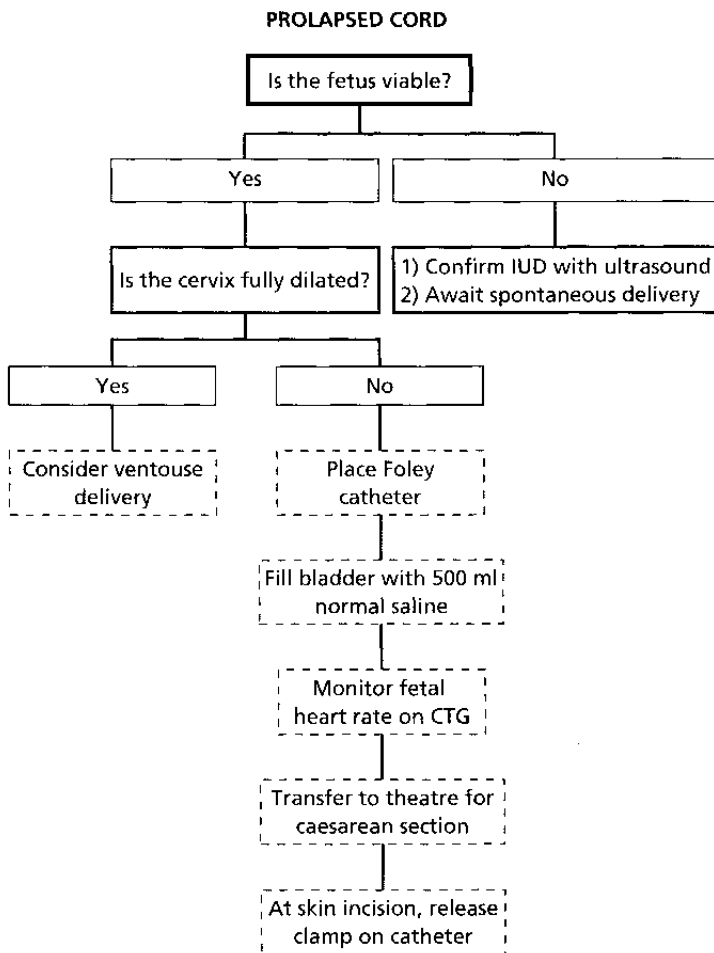 PROLAPSED CORD
Is the fetus viable?
Yes
No
Is the cervix fully dilated?
1) Confirm IUD with ultrasound
2) Await spontaneous delivery
Yes
No
Consider ventouse
delivery
Place Foley
catheter
Fill bladder with 500 ml
normal saline
Monitor fetal
heart rate on CTG
Transfer to theatre for
caesarean section
At skin incision, release
clamp on catheter